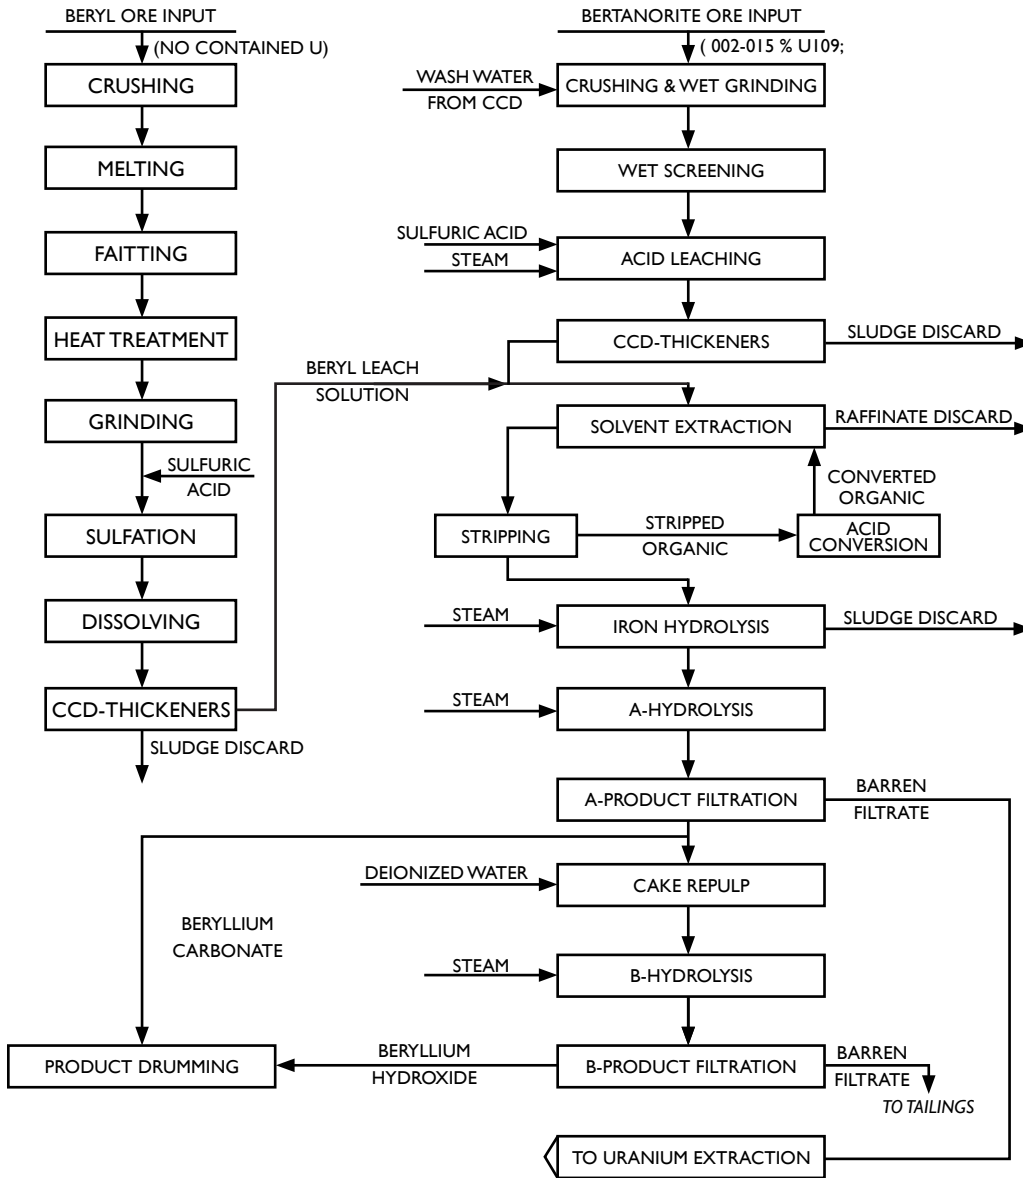 BERYL ORE INPUT
(NO CONTAINED U)
CRUSHING
MELTING
FAITTING
HEAT TREATMENT
GRINDING
SULFURIC
ACID
SULFATION
DISSOLVING
CCD-THICKENERS
SLUDGE DISCARD
BERYL LEACH
SOLUTION
BERTANORITE ORE INPUT
( 002-015 % U109;
WASH WATER
FROM CCD
CRUSHING & WET GRINDING
WET SCREENING
SULFURIC ACID
STEAM
ACID LEACHING
CCD-THICKENERS
SLUDGE DISCARD
SOLVENT EXTRACTION
RAFFINATE DISCARD
CONVERTED
ORGANIC
STRIPPING
STRIPPED
ORGANIC
ACID
CONVERSION
STEAM
IRON HYDROLYSIS
SLUDGE DISCARD
STEAM
A-HYDROLYSIS
A-PRODUCT FILTRATION
BARREN
FILTRATE
DEIONIZED WATER
CAKE REPULP
BERYLLIUM
CARBONATE
STEAM
B-HYDROLYSIS
PRODUCT DRUMMING
BERYLLIUM
HYDROXIDE
B-PRODUCT FILTRATION
BARREN
FILTRATE
TO TAILINGS
TO URANIUM EXTRACTION